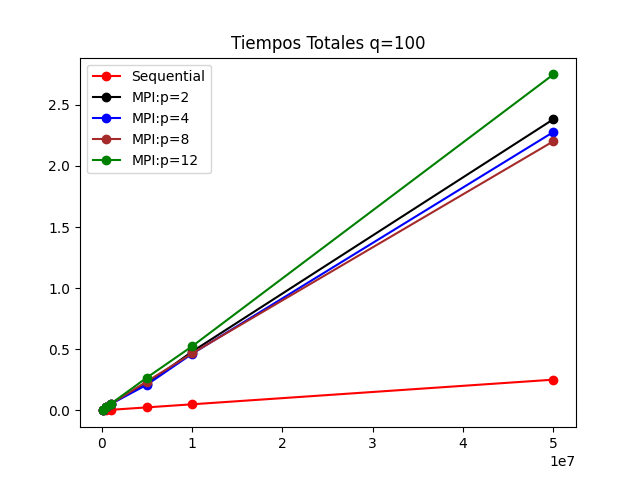 Tiempos Totales q=100
Sequential
MPI:p=2
MPI:p=4
MPI:p=8
MPI:p=12
2.5
2.0
1.5
1.0
0.5
0.0
0 1 2 3 4 5
1e7